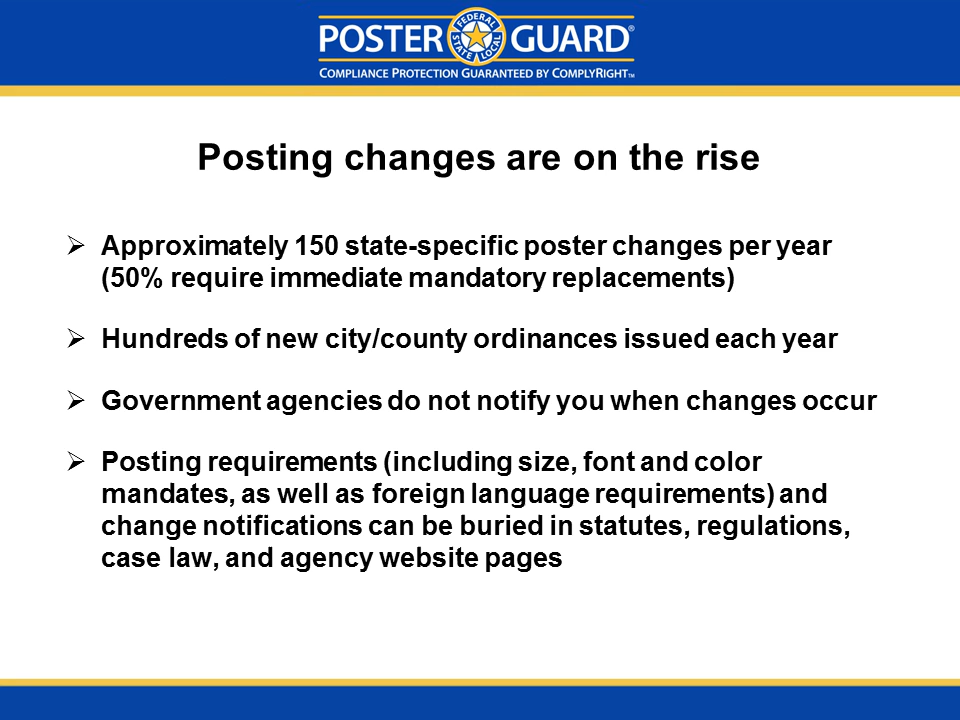 POSTER GUARD®
FEDERAL STATE LOCAL
COMPLIANCE PROTECTION GUARANTEED BY COMPLYRIGHT™
Posting changes are on the rise
➢ Approximately 150 state-specific poster changes per year
(50% require immediate mandatory replacements)
➢ Hundreds of new city/county ordinances issued each year
➢ Government agencies do not notify you when changes occur
➢ Posting requirements (including size, font and color
mandates, as well as foreign language requirements) and
change notifications can be buried in statutes, regulations,
case law, and agency website pages